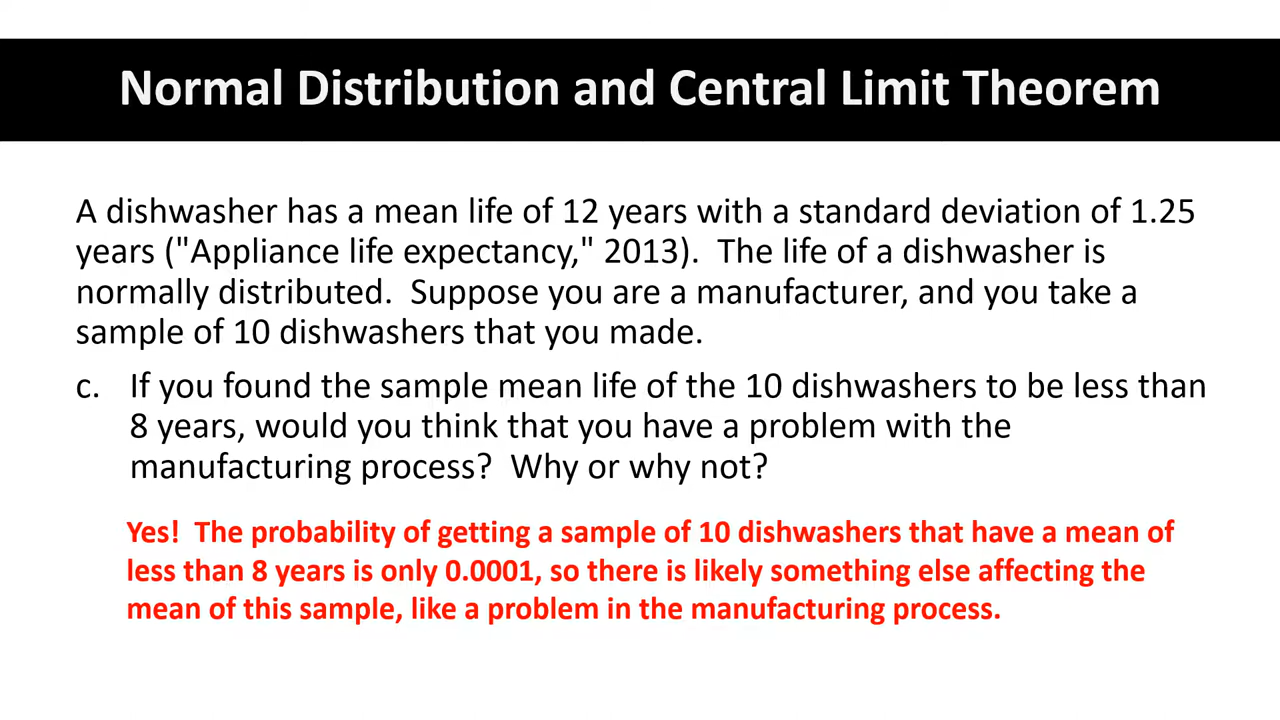 Normal Distribution and Central Limit Theorem
A dishwasher has a mean life of 12 years with a standard deviation of 1.25
years ("Appliance life expectancy," 2013).  The life of a dishwasher is
normally distributed.  Suppose you are a manufacturer, and you take a
sample of 10 dishwashers that you made.
c. If you found the sample mean life of the 10 dishwashers to be less than
8 years, would you think that you have a problem with the
manufacturing process?  Why or why not?
Yes!  The probability of getting a sample of 10 dishwashers that have a mean of
less than 8 years is only 0.0001, so there is likely something else affecting the
mean of this sample, like a problem in the manufacturing process.